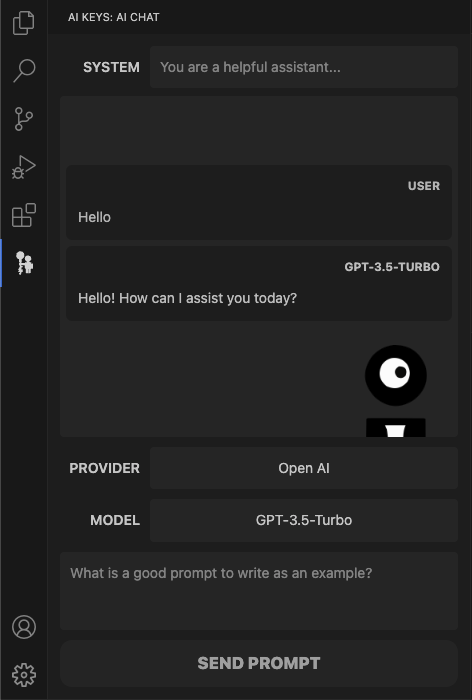 AI KEYS: AI CHAT
SYSTEM
You are a helpful assistant...
USER
Hello
GPT-3.5-TURBO
Hello! How can I assist you today?
PROVIDER
Open AI
MODEL
GPT-3.5-Turbo
What is a good prompt to write as an example?
SEND PROMPT